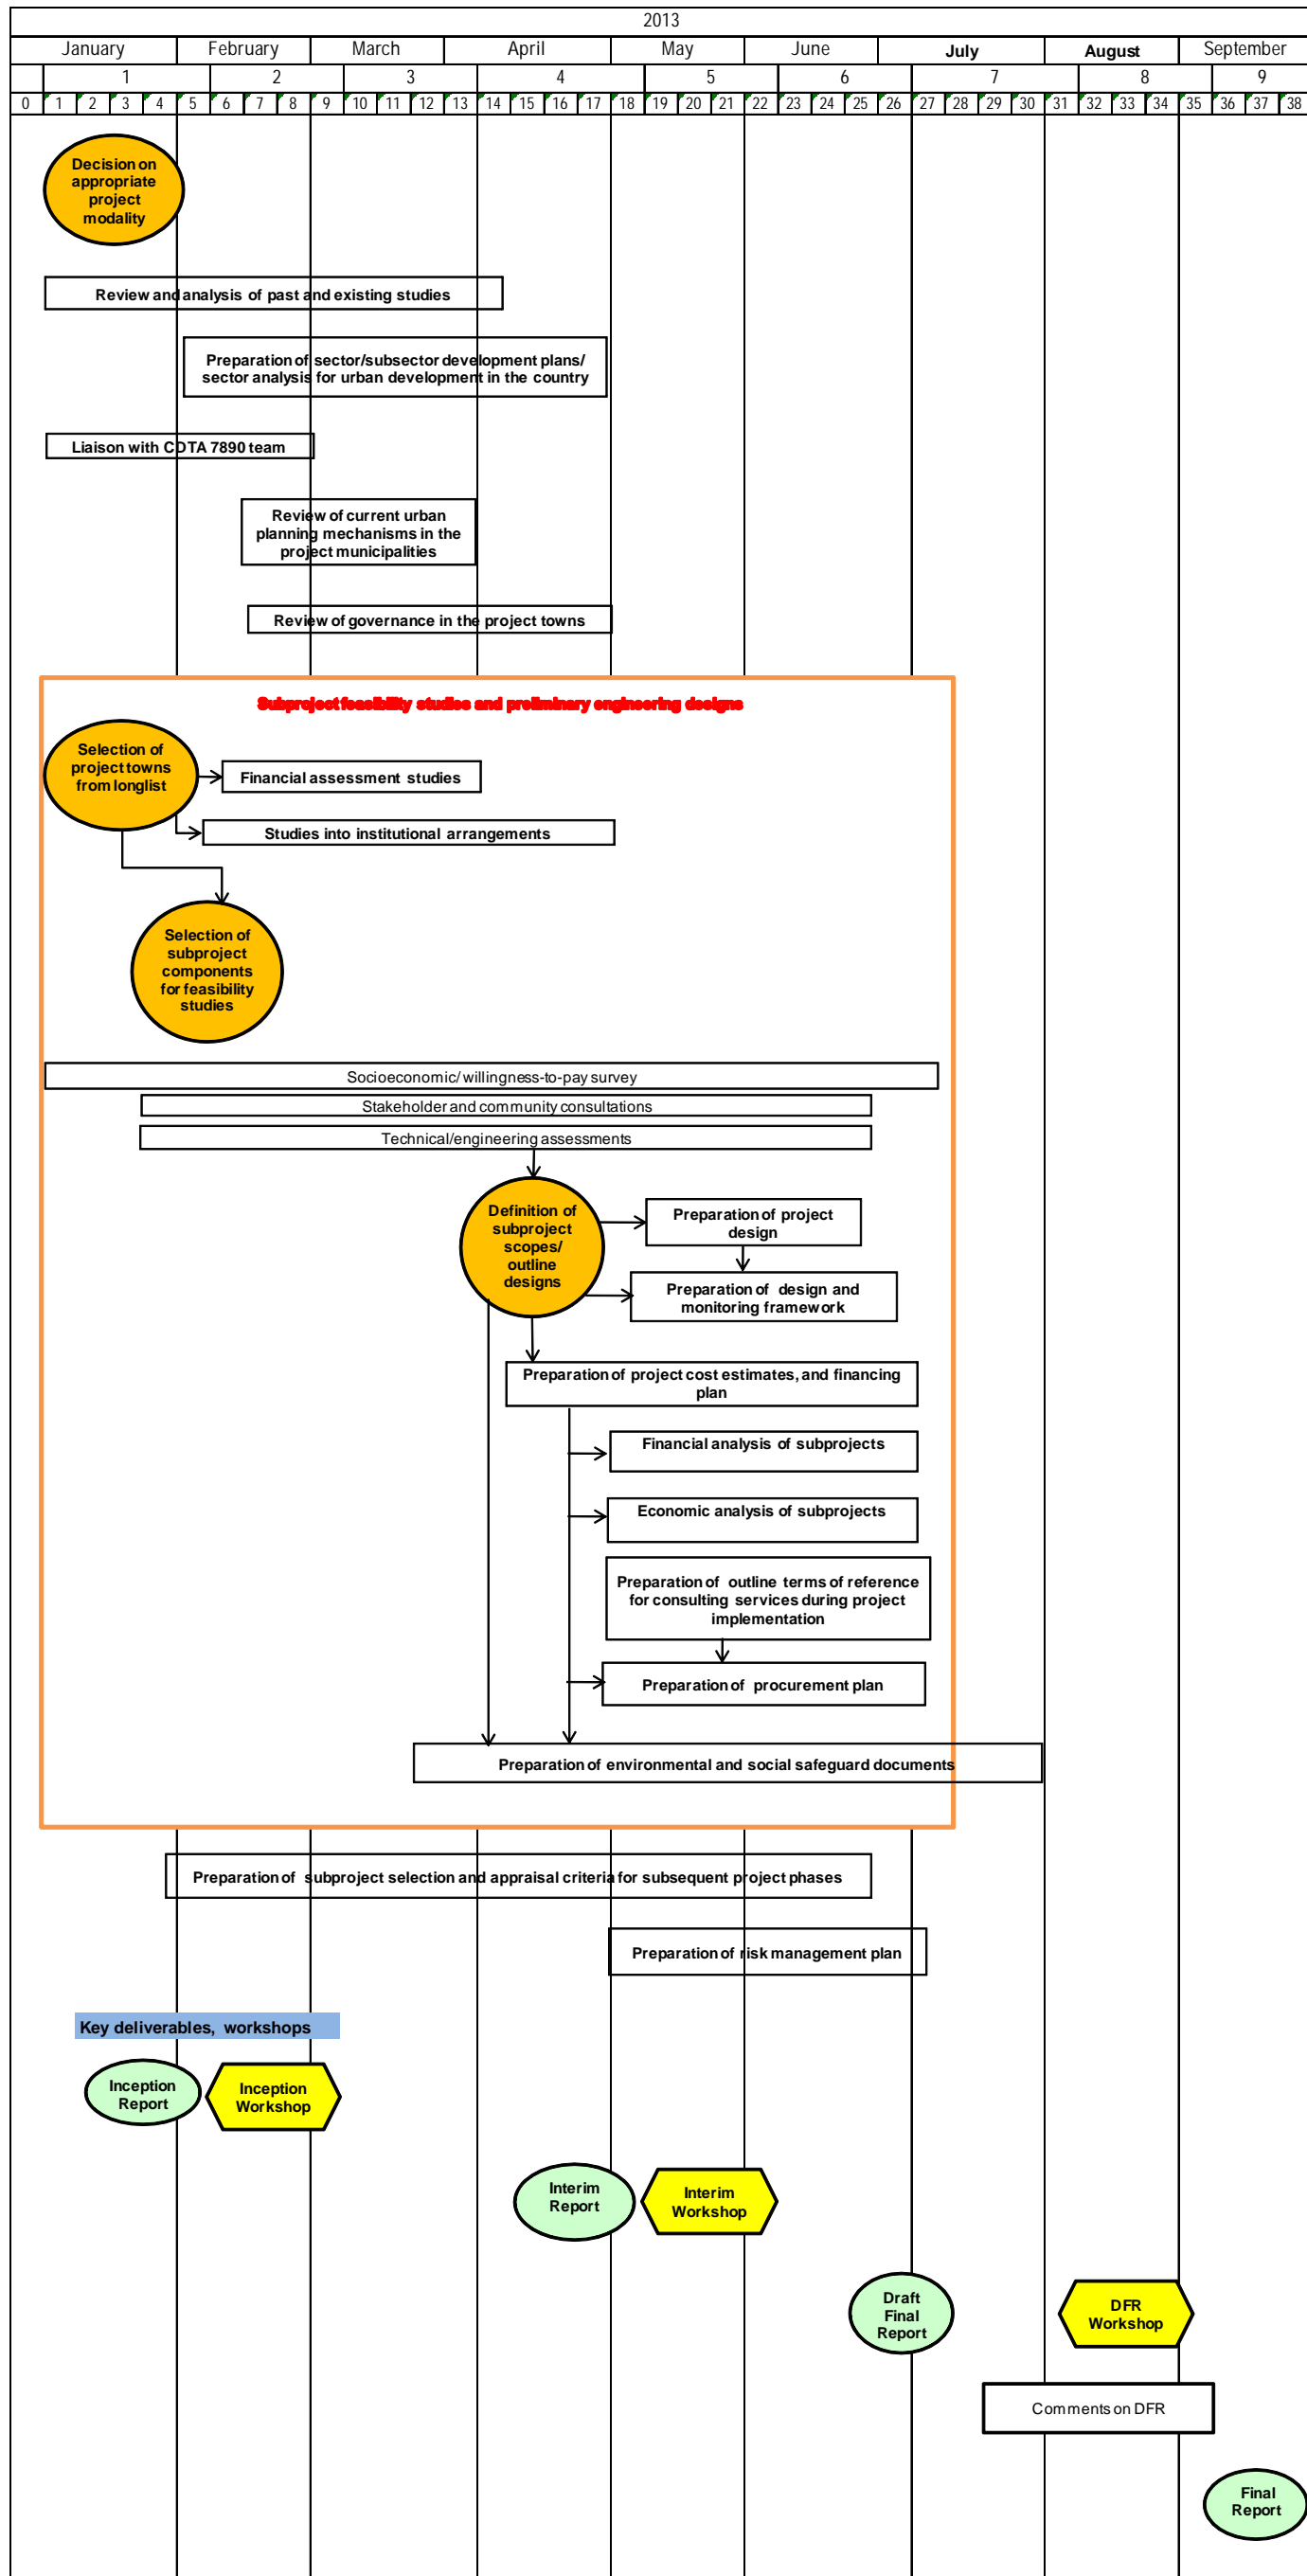 2013
January February March April May June July August September
1 2 3 4 5 6 7 8 9
0 1 2 3 4 5 6 7 8 9 10 11 12 13 14 15 16 17 18 19 20 21 22 23 24 25 26 27 28 29 30 31 32 33 34 35 36 37 38
Decision on
appropriate
project
modality
Review and analysis of past and existing studies
Preparation of sector/subsector development plans/
sector analysis for urban development in the country
Liaison with CDTA 7890 team
Review of current urban
planning mechanisms in the
project municipalities
Review of governance in the project towns
Subproject feasibility studies and preliminary engineering designs
Selection of
project towns
from longlist
Financial assessment studies
Studies into institutional arrangements
Selection of
subproject
components
for feasibility
studies
Socioeconomic/ willingness-to-pay survey
Stakeholder and community consultations
Technical/engineering assessments
Definition of
subproject
scopes/
outline
designs
Preparation of project
design
Preparation of design and
monitoring framework
Preparation of project cost estimates, and financing
plan
Financial analysis of subprojects
Economic analysis of subprojects
Preparation of outline terms of reference
for consulting services during project
implementation
Preparation of procurement plan
Preparation of environmental and social safeguard documents
Preparation of subproject selection and appraisal criteria for subsequent project phases
Preparation of risk management plan
Key deliverables, workshops
Inception
Report
Inception
Workshop
Interim
Report
Interim
Workshop
Draft
Final
Report
DFR
Workshop
Comments on DFR
Final
Report